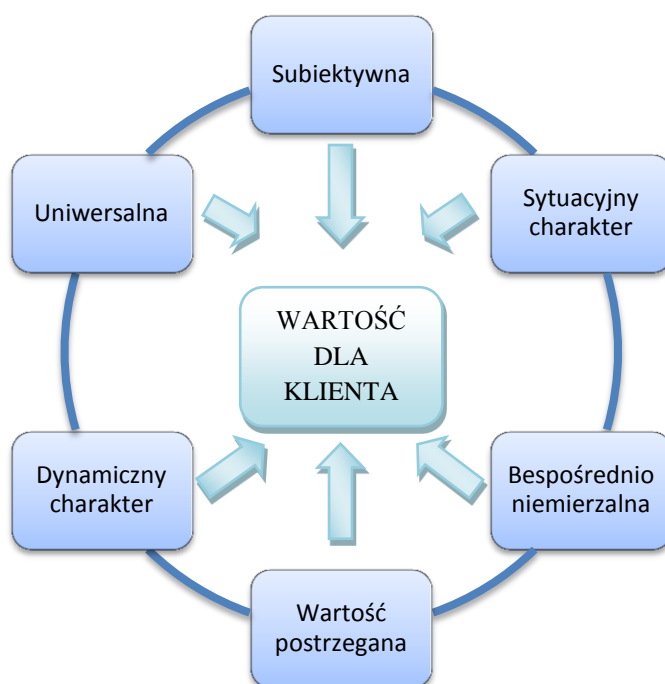 Subiektywna
Uniwersalna
Sytuacyjny
charakter
WARTOŚĆ
DLA
KLIENTA
Dynamiczny
charakter
Bespośrednio
niemierzalna
Wartość
postrzegana